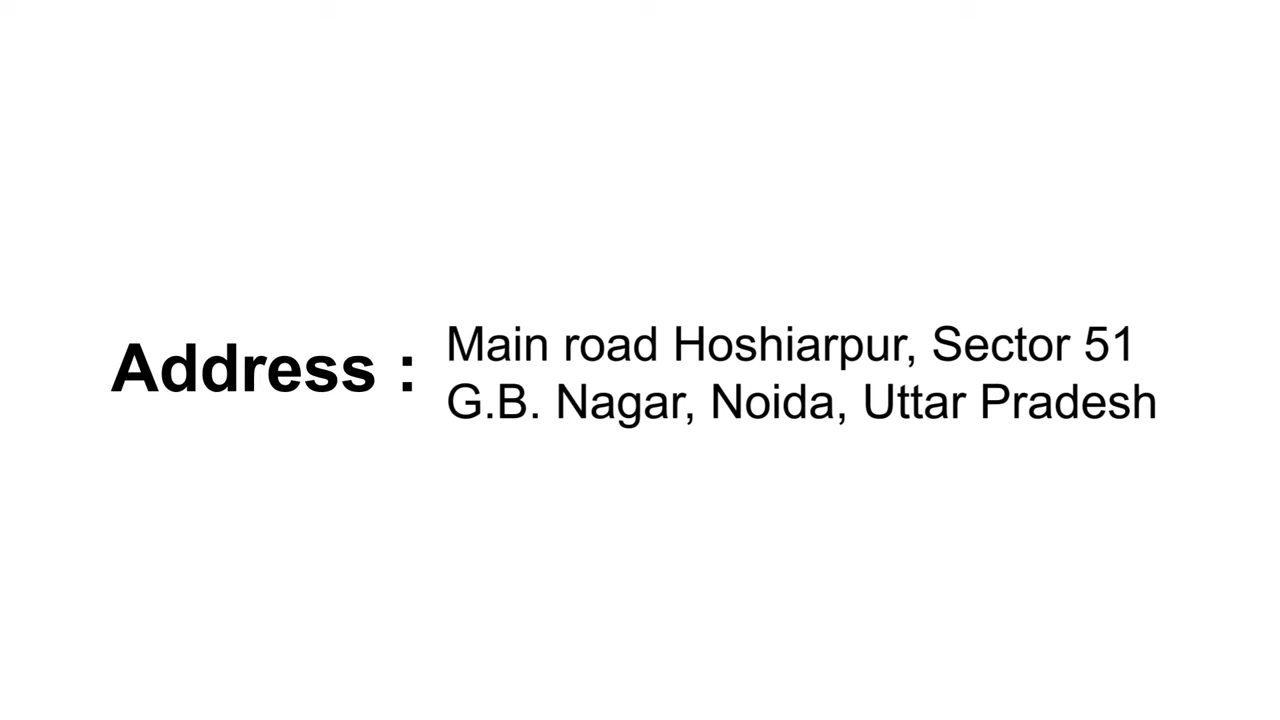 Address : Main road Hoshiarpur, Sector 51
G.B. Nagar, Noida, Uttar Pradesh